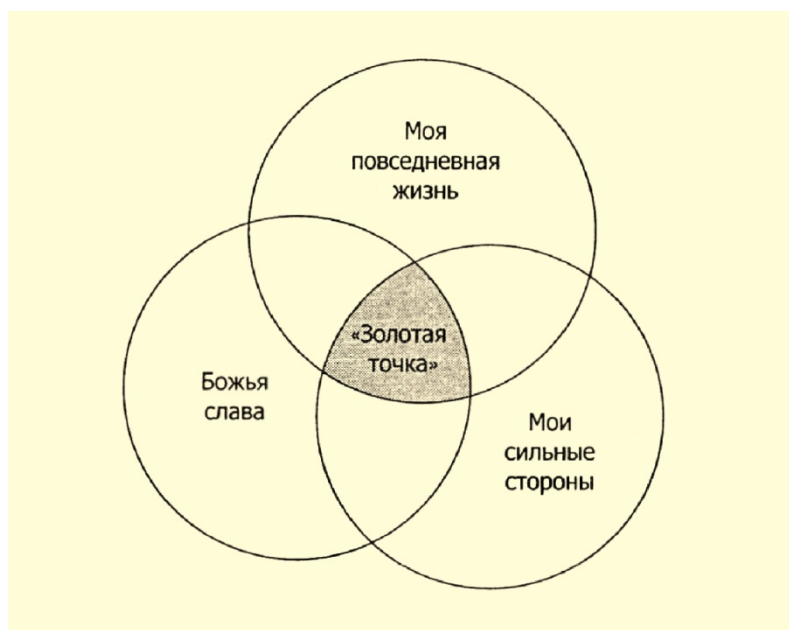 Моя
повседневная
жизнь
«Золотая
точка»
Божья
слава
Мои
сильные
стороны